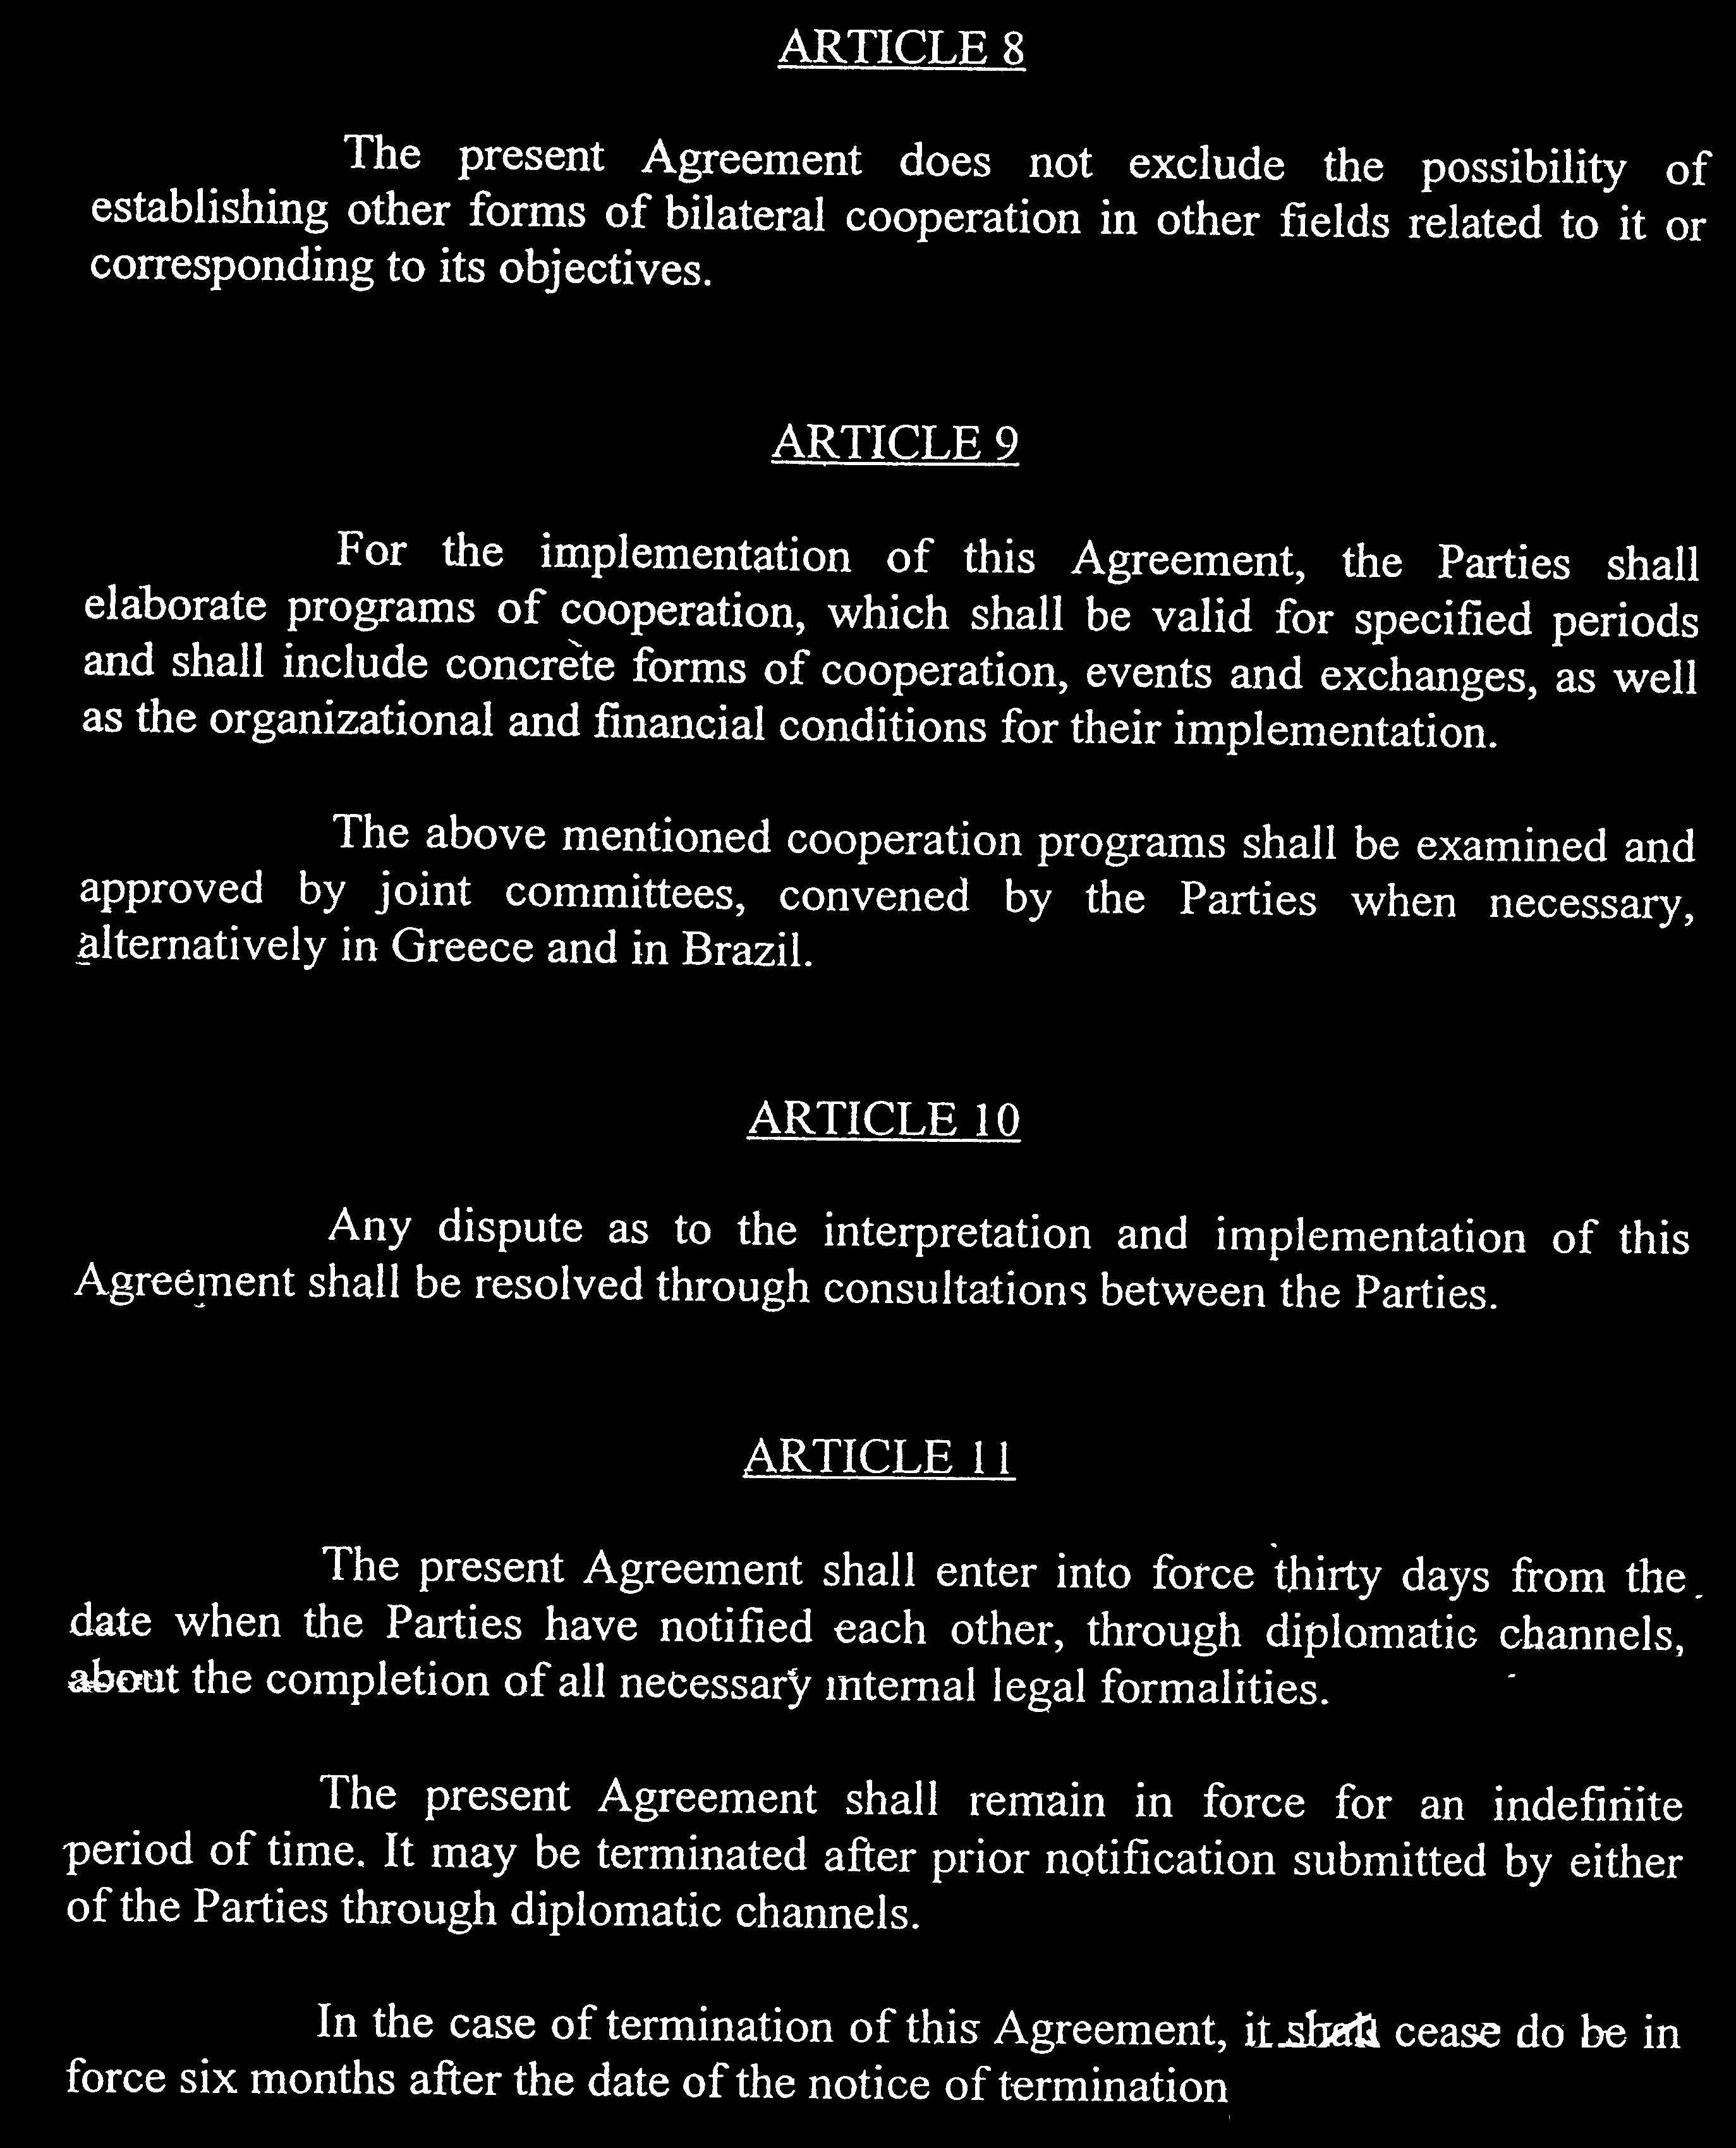 ARTICLE 8
The present Agreement does not exclude the possibility of
establishing other forms of bilateral cooperation in other fields related to it or
corresponding to its objectives.
ARTICLE 9
For the implementation of this Agreement, the Parties shall
elaborate programs of cooperation, which shall be valid for specified periods
and shall include concrete forms of cooperation, events and exchanges, as well
as the organizational and financial conditions for their implementation.
The above mentioned cooperation programs shall be examined and
approved by joint committees, convened by the Parties when necessary,
alternatively in Greece and in Brazil.
ARTICLE 10
Any dispute as to the interpretation and implementation of this
Agreement shall be resolved through consultations between the Parties.
ARTICLE 11
The present Agreement shall enter into force thirty days from the
date when the Parties have notified each other, through diplomatic channels,
about the completion of all necessary internal legal formalities.
The present Agreement shall remain in force for an indefinite
period of time. It may be terminated after prior notification submitted by either
of the Parties through diplomatic channels.
In the case of termination of this Agreement, it shall cease do be in
force six months after the date of the notice of termination